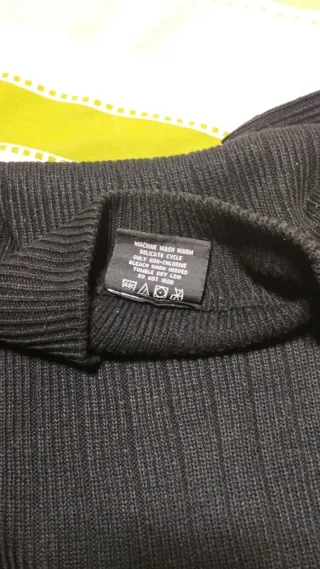 MACHINE WASH WARM
DELICATE CYCLE
ONLY NON-CHLORINE
BLEACH WHEN NEEDED
TUMBLE DRY LOW
DO NOT IRON